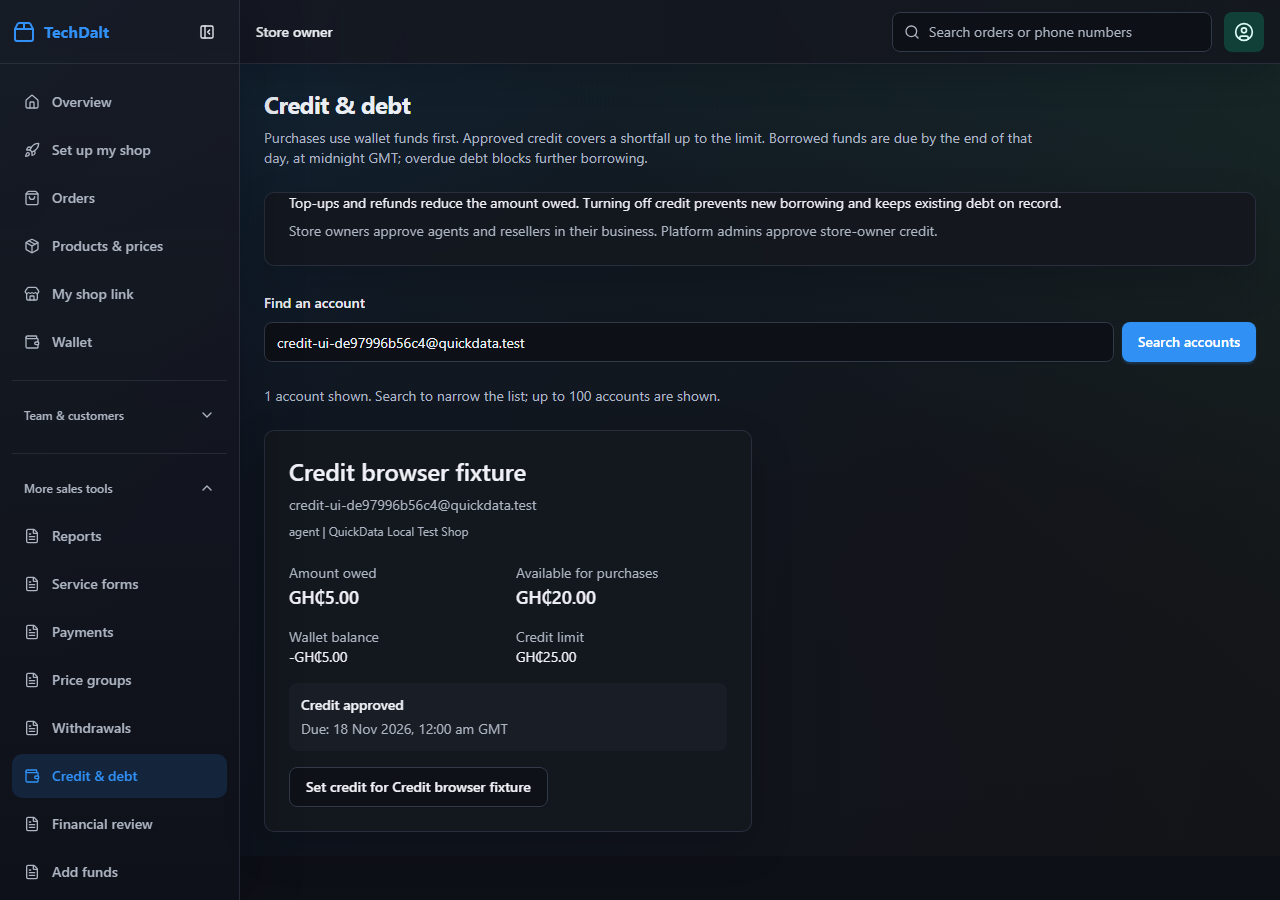 TechDalt
Store owner
Search orders or phone numbers
Overview
Set up my shop
Orders
Products & prices
My shop link
Wallet
Team & customers
More sales tools
Reports
Service forms
Payments
Price groups
Withdrawals
Credit & debt
Financial review
Add funds
Credit & debt
Purchases use wallet funds first. Approved credit covers a shortfall up to the limit. Borrowed funds are due by the end of that
day, at midnight GMT; overdue debt blocks further borrowing.
Top-ups and refunds reduce the amount owed. Turning off credit prevents new borrowing and keeps existing debt on record.
Store owners approve agents and resellers in their business. Platform admins approve store-owner credit.
Find an account
credit-ui-de97996b56c4@quickdata.test
Search accounts
1 account shown. Search to narrow the list; up to 100 accounts are shown.
Credit browser fixture
credit-ui-de97996b56c4@quickdata.test
agent | QuickData Local Test Shop
Amount owed
GH₵5.00
Available for purchases
GH₵20.00
Wallet balance
-GH₵5.00
Credit limit
GH₵25.00
Credit approved
Due: 18 Nov 2026, 12:00 am GMT
Set credit for Credit browser fixture